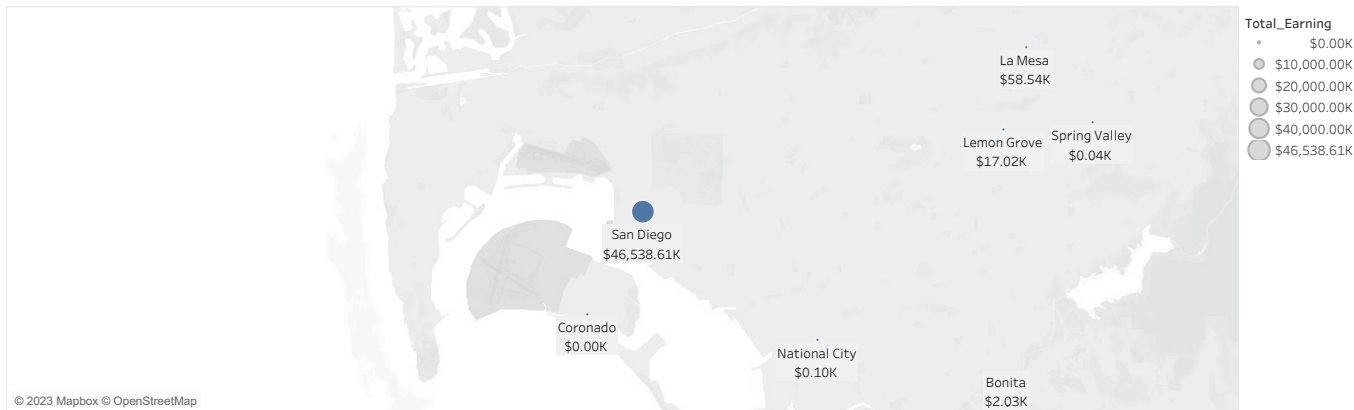 La Mesa
$58.54K
Lemon Grove
$17.02K
Spring Valley
$0.04K
San Diego
$46,538.61K
Coronado
$0.00K
National City
$0.10K
Bonita
$2.03K
© 2023 Mapbox © OpenStreetMap
Total_Earning
$0.00K
$10,000.00K
$20,000.00K
$30,000.00K
$40,000.00K
$46,538.61K